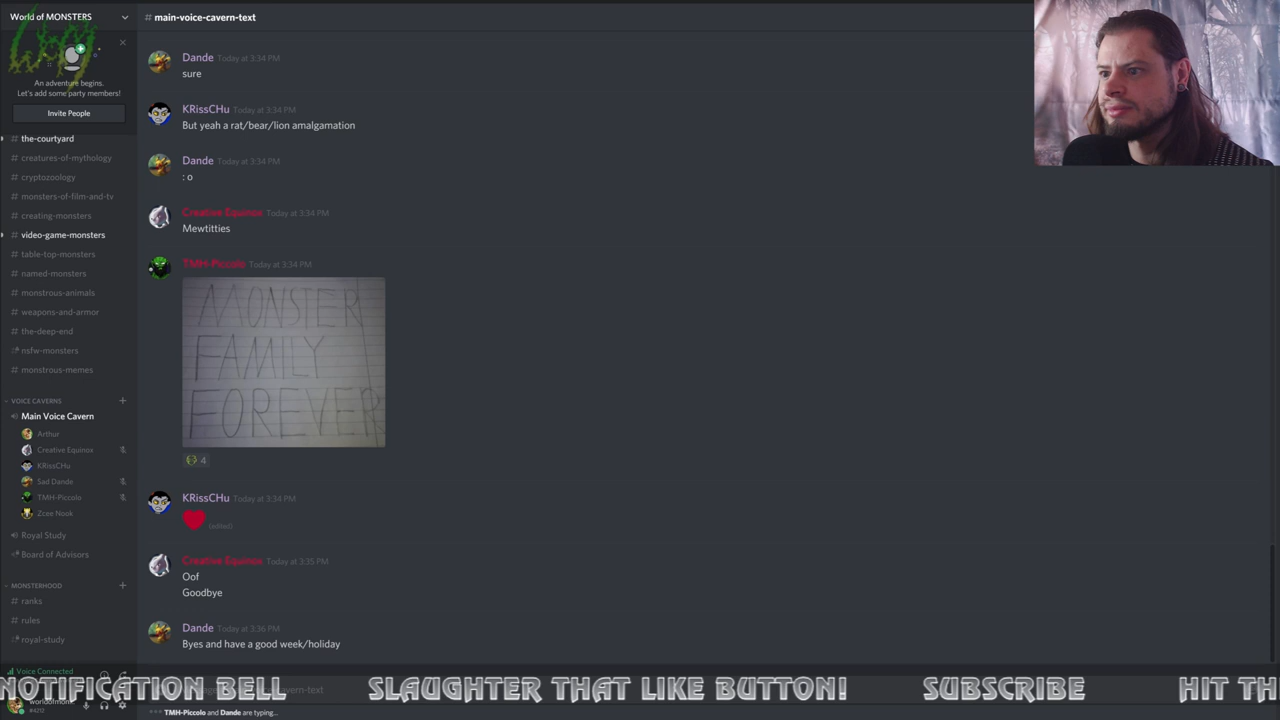 World of MONSTERS
# main-voice-cavern-text
An adventure begins.
Let's add some party members!
Invite People
# the-courtyard
# creatures-of-mythology
# cryptozoology
# monsters-of-film-and-tv
# creating-monsters
# video-game-monsters
# table-top-monsters
# named-monsters
# monstrous-animals
# weapons-and-armor
# the-deep-end
nsfw-monsters
# monstrous-memes
VOICE CAVERNS
Main Voice Cavern
Arthur
Creative Equinox
KRissCHu
Sad Dande
TMH-Piccolo
Zcee Nook
Royal Study
Board of Advisors
MONSTERHOOD
# ranks
# rules
royal-study
Voice Connected
#4212
Dande Today at 3:34 PM
sure
KRissCHu Today at 3:34 PM
But yeah a rat/bear/lion amalgamation
Dande Today at 3:34 PM
: o
Creative Equinox Today at 3:34 PM
Mewtitties
TMH-Piccolo Today at 3:34 PM
MONSTER
FAMILY
FOREVER
4
KRissCHu Today at 3:34 PM
(edited)
Creative Equinox Today at 3:35 PM
Oof
Goodbye
Dande Today at 3:36 PM
Byes and have a good week/holiday
NOTIFICATION BELL SLAUGHTER THAT LIKE BUTTON! SUBSCRIBE HIT TH
TMH-Piccolo and Dande are typing...